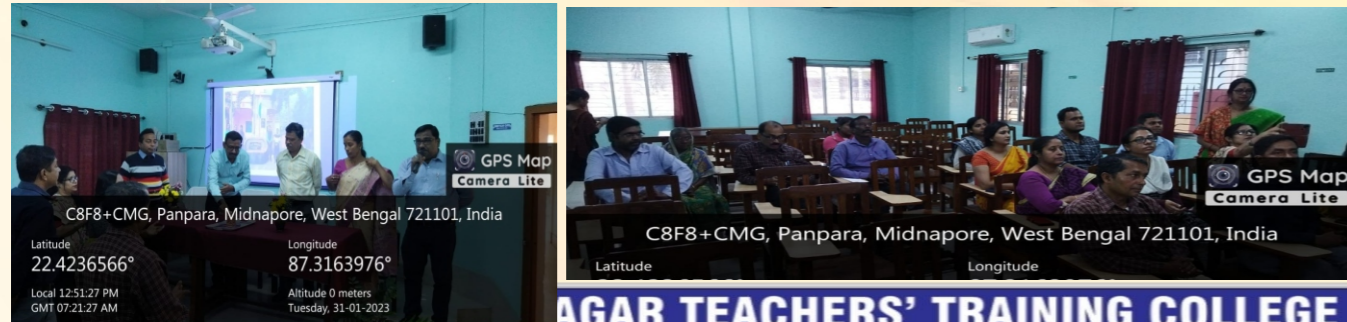 GPS Map
Camera Lite
C8F8+CMG, Panpara, Midnapore, West Bengal 721101, India
Latitude
22.4236566°
Longitude
87.3163976°
Local 12:51:27 PM
GMT 07:21:27 AM
Altitude 0 meters
Tuesday, 31-01-2023
GPS Map
Camera Lite
C8F8+CMG, Panpara, Midnapore, West Bengal 721101, India
Latitude
Longitude
AGAR TEACHERS' TRAINING COLLEGE